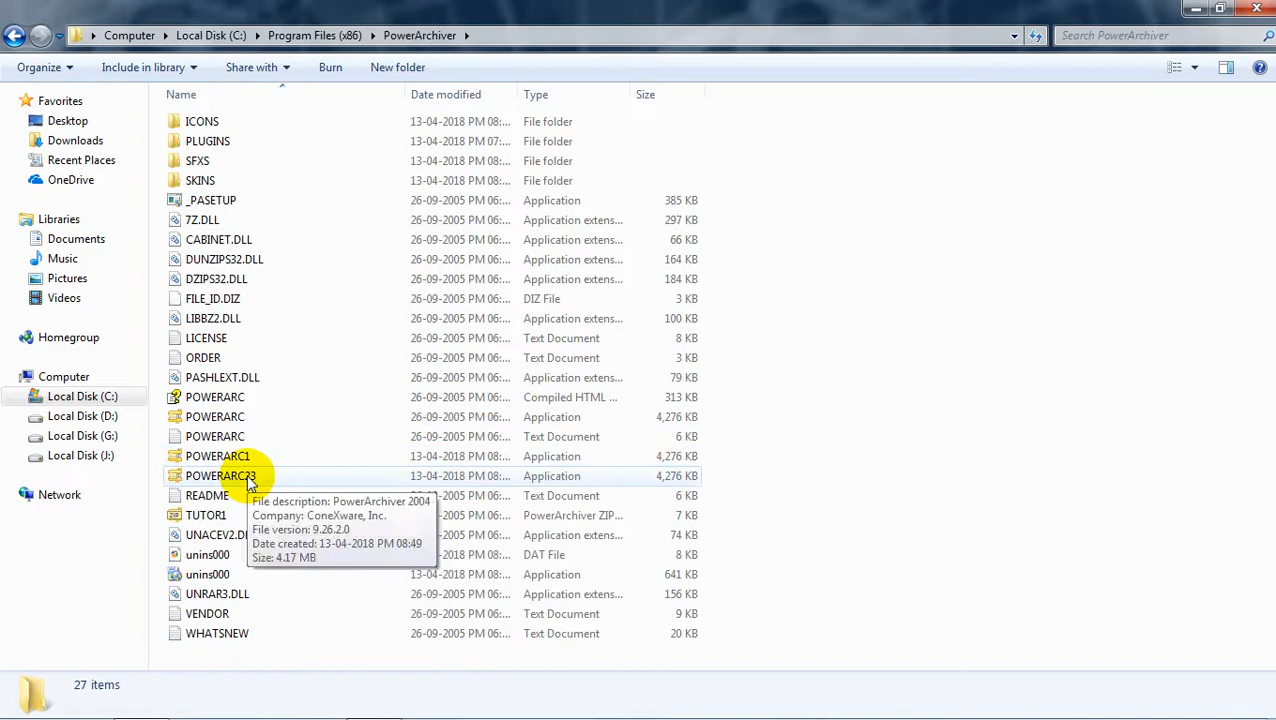 Computer Local Disk (C:) Program Files (x86) PowerArchiver Search PowerArchiver
Organize Include in library Share with Burn New folder
Favorites
Desktop
Downloads
Recent Places
OneDrive
Libraries
Documents
Music
Pictures
Videos
Homegroup
Computer
Local Disk (C:)
Local Disk (D:)
Local Disk (G:)
Local Disk (J:)
Network
Name Date modified Type Size
ICONS 13-04-2018 PM 08:... File folder
PLUGINS 13-04-2018 PM 07:... File folder
SFXS 13-04-2018 PM 08:... File folder
SKINS 13-04-2018 PM 08:... File folder
_PASETUP 26-09-2005 PM 06:... Application 385 KB
7Z.DLL 26-09-2005 PM 06:... Application extens... 297 KB
CABINET.DLL 26-09-2005 PM 06:... Application extens... 66 KB
DUNZIPS32.DLL 26-09-2005 PM 06:... Application extens... 164 KB
DZIPS32.DLL 26-09-2005 PM 06:... Application extens... 184 KB
FILE_ID.DIZ 26-09-2005 PM 06:... DIZ File 3 KB
LIBBZ2.DLL 26-09-2005 PM 06:... Application extens... 100 KB
LICENSE 26-09-2005 PM 06:... Text Document 8 KB
ORDER 26-09-2005 PM 06:... Text Document 3 KB
PASHLEXT.DLL 26-09-2005 PM 06:... Application extens... 79 KB
POWERARC 26-09-2005 PM 06:... Compiled HTML ... 313 KB
POWERARC 26-09-2005 PM 06:... Application 4,276 KB
POWERARC 26-09-2005 PM 06:... Text Document 6 KB
POWERARC1 13-04-2018 PM 08:... Application 4,276 KB
POWERARC23 13-04-2018 PM 08:... Application 4,276 KB
README Text Document 6 KB
TUTOR1 PowerArchiver ZIP... 7 KB
UNACEV2.D Application extens... 74 KB
unins000 DAT File 8 KB
unins000 26-09-2005 PM 06:... Application 641 KB
UNRAR3.DLL 26-09-2005 PM 06:... Application extens... 156 KB
VENDOR 26-09-2005 PM 06:... Text Document 9 KB
WHATSNEW 26-09-2005 PM 06:... Text Document 20 KB
File description: PowerArchiver 2004
Company: ConeXware, Inc.
File version: 9.26.2.0
Date created: 13-04-2018 PM 08:49
Size: 4.17 MB
27 items